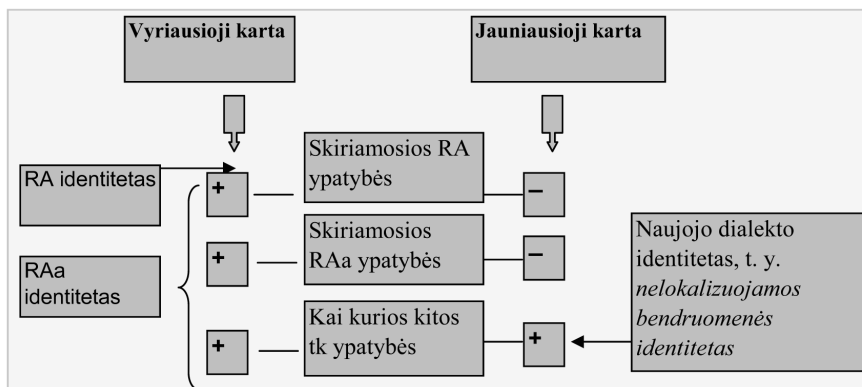 Vyriausioji karta
Jauniausioji karta
RA identitetas
+
Skiriamosios RA
ypatybės
–
RAa
identitetas
+
Skiriamosios
RAa ypatybės
–
+
Kai kurios kitos
tk ypatybės
+
Naujojo dialekto
identitetas, t. y.
nelokalizuojamos
bendruomenės
identitetas